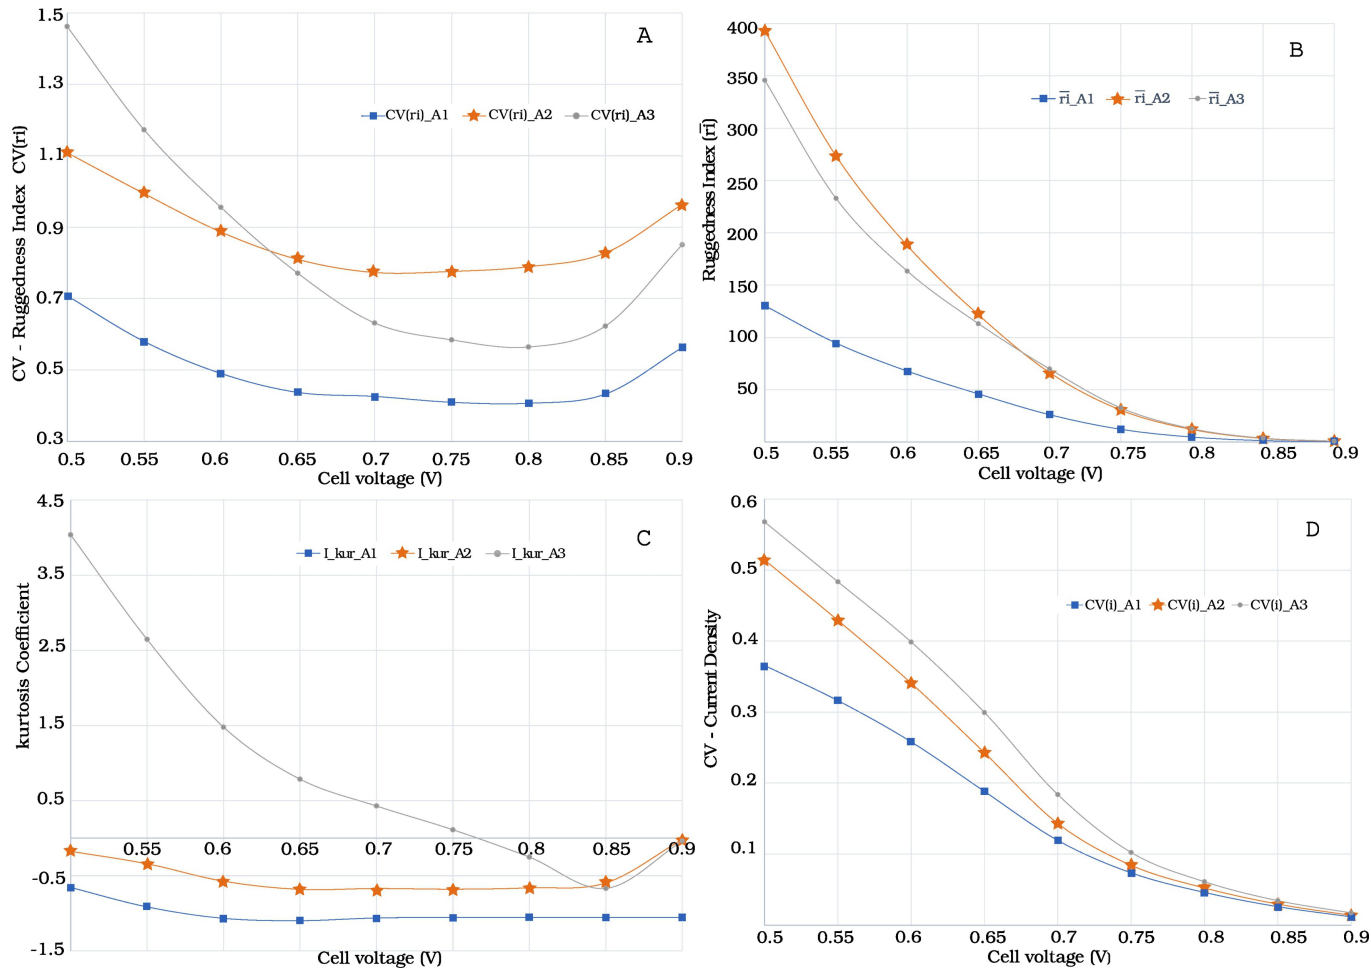 A
CV - Ruggedness Index CV(ri)
1.5
1.3
1.1
0.9
0.7
0.5
0.3
CV(ri)_A1 CV(ri)_A2 CV(ri)_A3
0.5 0.55 0.6 0.65 0.7 0.75 0.8 0.85 0.9
Cell voltage (V)
B
Ruggedness Index (r̅i̅)
400
350
300
250
200
150
100
50
r̅i̅_A1 r̅i̅_A2 r̅i̅_A3
0.5 0.55 0.6 0.65 0.7 0.75 0.8 0.85 0.9
Cell voltage (V)
C
kurtosis Coefficient
4.5
3.5
2.5
1.5
0.5
-0.5
-1.5
I_kur_A1 I_kur_A2 I_kur_A3
0.55 0.6 0.65 0.7 0.75 0.8 0.85 0.9
Cell voltage (V)
D
CV - Current Density
0.6
0.5
0.4
0.3
0.2
0.1
CV(i)_A1 CV(i)_A2 CV(i)_A3
0.5 0.55 0.6 0.65 0.7 0.75 0.8 0.85 0.9
Cell voltage (V)